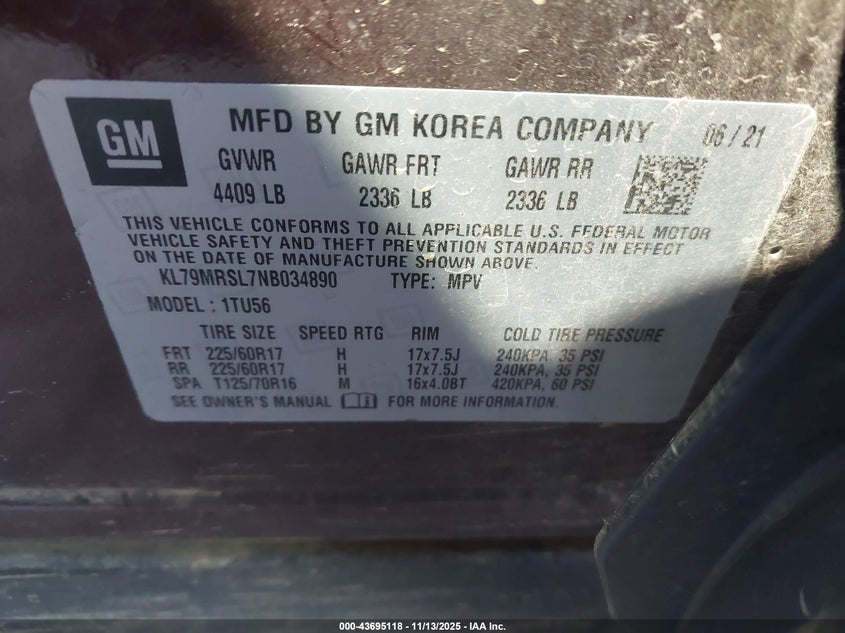 GM
MFD BY GM KOREA COMPANY 06/21
GVWR GAWR FRT GAWR RR
4409 LB 2336 LB 2336 LB
THIS VEHICLE CONFORMS TO ALL APPLICABLE U.S. FEDERAL MOTOR
VEHICLE SAFETY AND THEFT PREVENTION STANDARDS IN EFFECT
ON THE DATE OF MANUFACTURE SHOWN ABOVE.
KL79MRSL7NB034890 TYPE: MPV
MODEL : 1TU56
TIRE SIZE SPEED RTG RIM COLD TIRE PRESSURE
FRT 225/60R17 H 17x7.5J 240KPA, 35 PSI
RR 225/60R17 H 17x7.5J 240KPA, 35 PSI
SPA T125/70R16 M 16x4.0BT 420KPA, 60 PSI
SEE OWNER'S MANUAL FOR MORE INFORMATION.
000-43695118 - 11/13/2025 - IAA Inc.